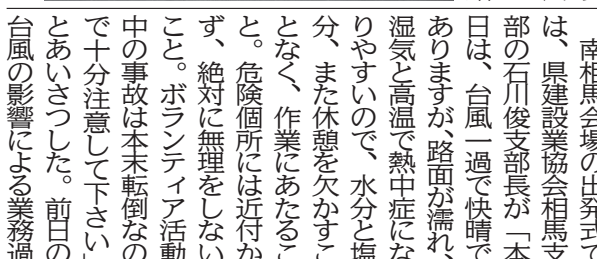 南相馬会場の出発式で
は、県建設業協会相馬支
部の石川俊支部長が「本
日は、台風一過で快晴で
ありますが、路面が濡れ、
湿気と高温で熱中症にな
りやすいので、水分と塩
分、また休憩を欠かすこ
となく、作業にあたるこ
と。危険個所には近付か
ず、絶対に無理をしない
こと。ボランティア活動
中の事故は本末転倒なの
で十分注意して下さい」
とあいさつした。前日の
台風の影響による業務過